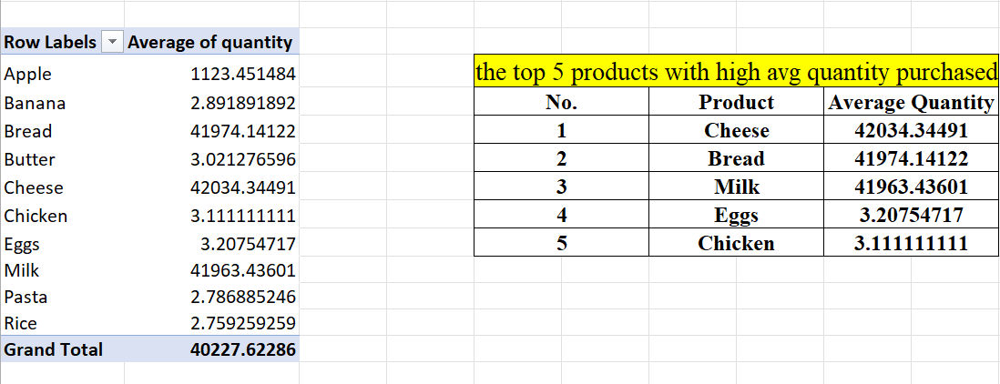 Row Labels Average of quantity
Apple 1123.451484
Banana 2.891891892
Bread 41974.14122
Butter 3.021276596
Cheese 42034.34491
Chicken 3.111111111
Eggs 3.20754717
Milk 41963.43601
Pasta 2.786885246
Rice 2.759259259
Grand Total 40227.62286
the top 5 products with high avg quantity purchased
No. Product Average Quantity
1 Cheese 42034.34491
2 Bread 41974.14122
3 Milk 41963.43601
4 Eggs 3.20754717
5 Chicken 3.111111111